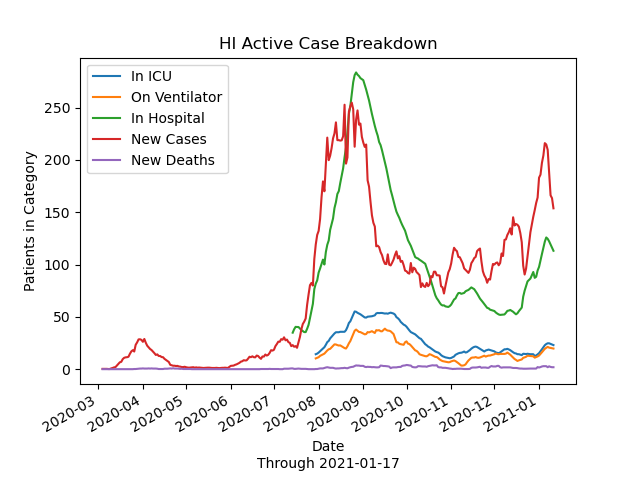 HI Active Case Breakdown
In ICU
On Ventilator
In Hospital
New Cases
New Deaths
Patients in Category
250
200
150
100
50
0
2020-03
2020-04
2020-05
2020-06
2020-07
2020-08
2020-09
2020-10
2020-11
2020-12
2021-01
Date
Through 2021-01-17